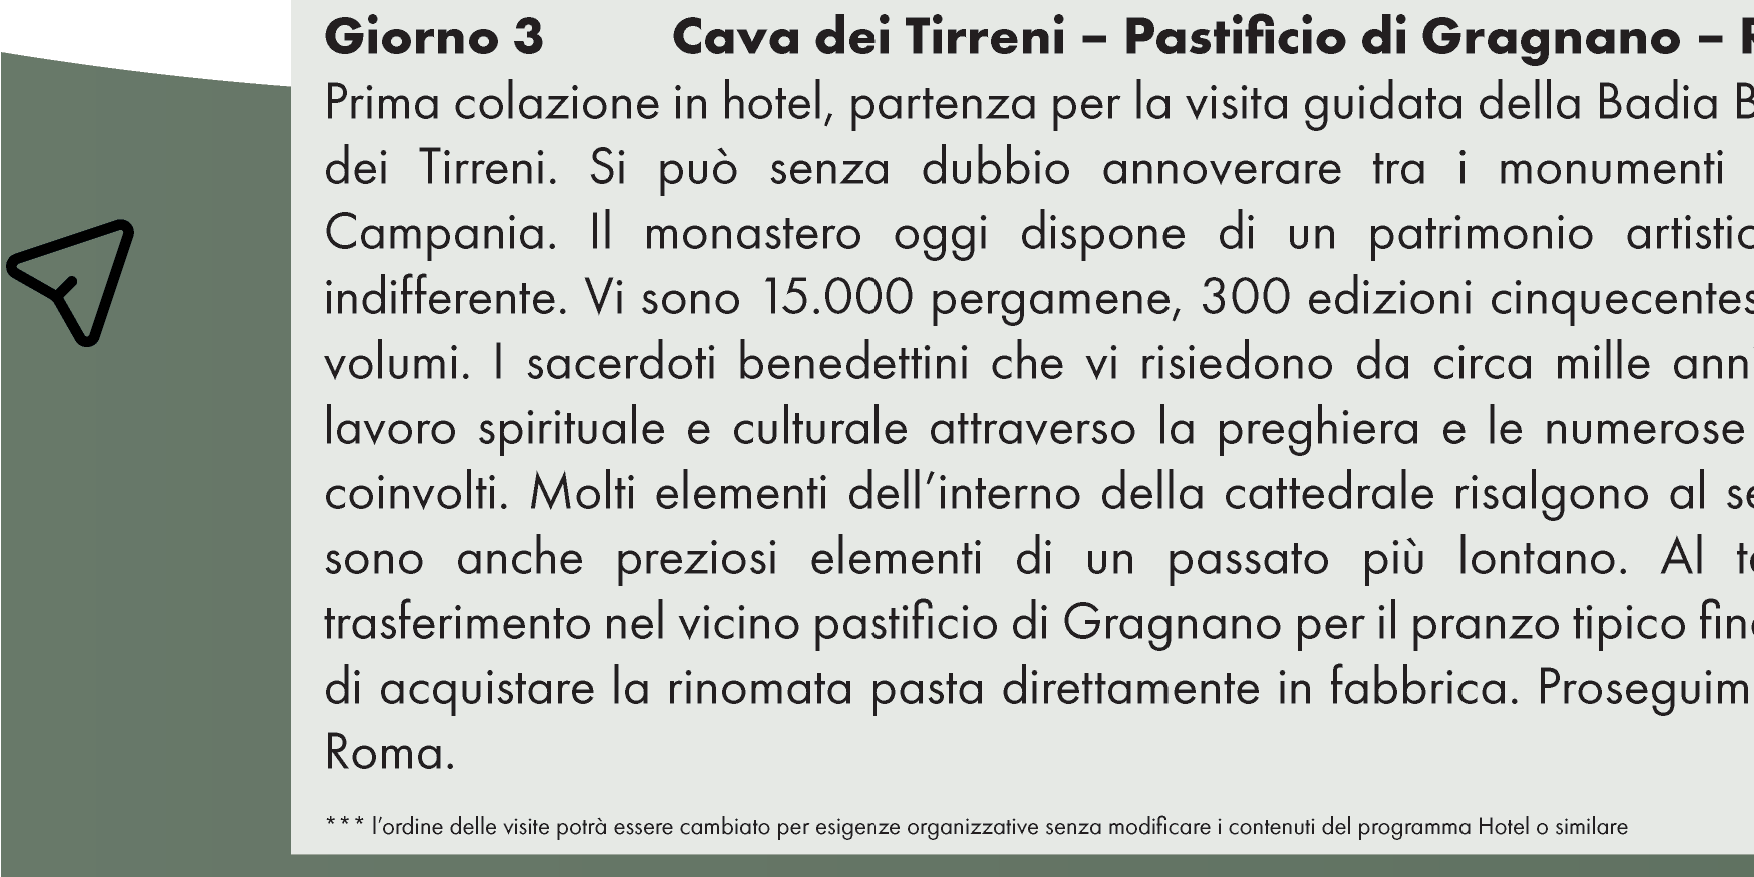 Giorno 3 Cava dei Tirreni – Pastificio di Gragnano –
Prima colazione in hotel, partenza per la visita guidata della Badia
dei Tirreni. Si può senza dubbio annoverare tra i monumenti
Campania. Il monastero oggi dispone di un patrimonio
indifferente. Vi sono 15.000 pergamene, 300 edizioni
volumi. I sacerdoti benedettini che vi risiedono da circa mille
lavoro spirituale e culturale attraverso la preghiera e le numerose
coinvolti. Molti elementi dell’interno della cattedrale risalgono al
sono anche preziosi elementi di un passato più lontano. Al
trasferimento nel vicino pastificio di Gragnano per il pranzo tipico
di acquistare la rinomata pasta direttamente in fabbrica.
Roma.
*** l’ordine delle visite potrà essere cambiato per esigenze organizzative senza modificare i contenuti del programma Hotel o similare